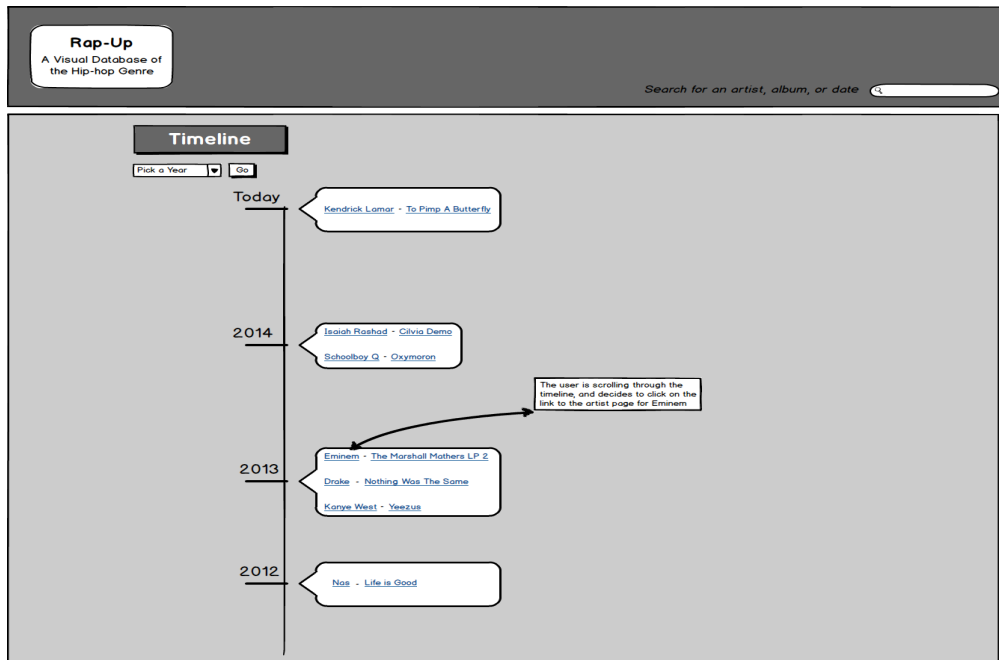 Rap-Up
A Visual Database of
the Hip-hop Genre
Search for an artist, album, or date
Timeline
Pick a Year
Go
Today
Kendrick Lamar - To Pimp A Butterfly
2014
Isaiah Rashad - Cilvia Demo
Schoolboy Q - Oxymoron
The user is scrolling through the
timeline, and decides to click on the
link to the artist page for Eminem
2013
Eminem - The Marshall Mathers LP 2
Drake - Nothing Was The Same
Kanye West - Yeezus
2012
Nas - Life is Good